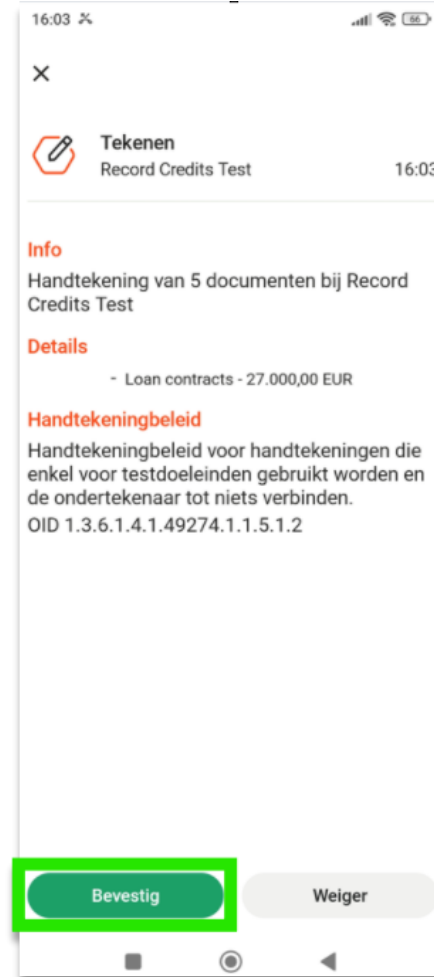 16:03
66
Tekenen
Record Credits Test 16:03
Info
Handtekening van 5 documenten bij Record
Credits Test
Details
- Loan contracts - 27.000,00 EUR
Handtekeningbeleid
Handtekeningbeleid voor handtekeningen die
enkel voor testdoeleinden gebruikt worden en
de ondertekenaar tot niets verbinden.
OID 1.3.6.1.4.1.49274.1.1.5.1.2
Bevestig Weiger